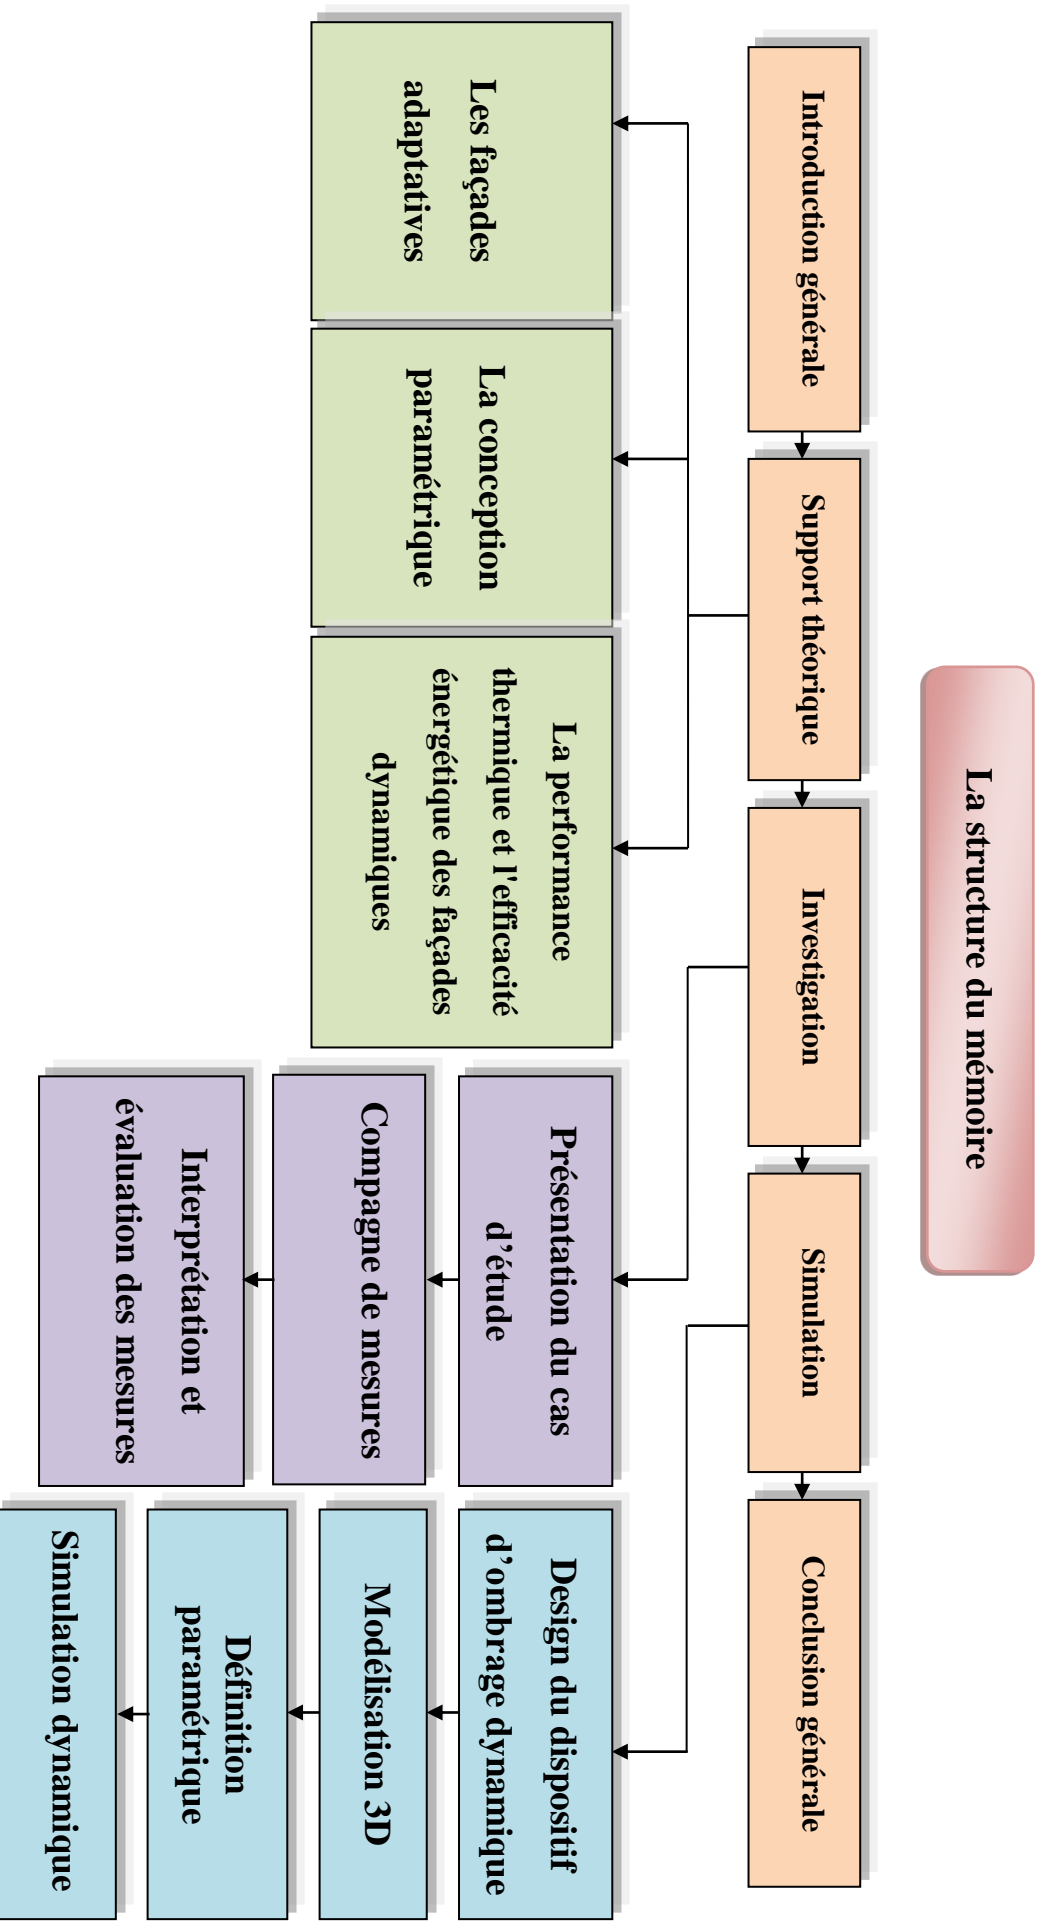 La structure du mémoire
Introduction générale
Support théorique
Investigation
Simulation
Conclusion générale
Les façades
adaptatives
La conception
paramétrique
La performance
thermique et l'efficacité
énergétique des façades
dynamiques
Présentation du cas
d’étude
Compagne de mesures
Interprétation et
évaluation des mesures
Design du dispositif
d’ombrage dynamique
Modélisation 3D
Définition
paramétrique
Simulation dynamique